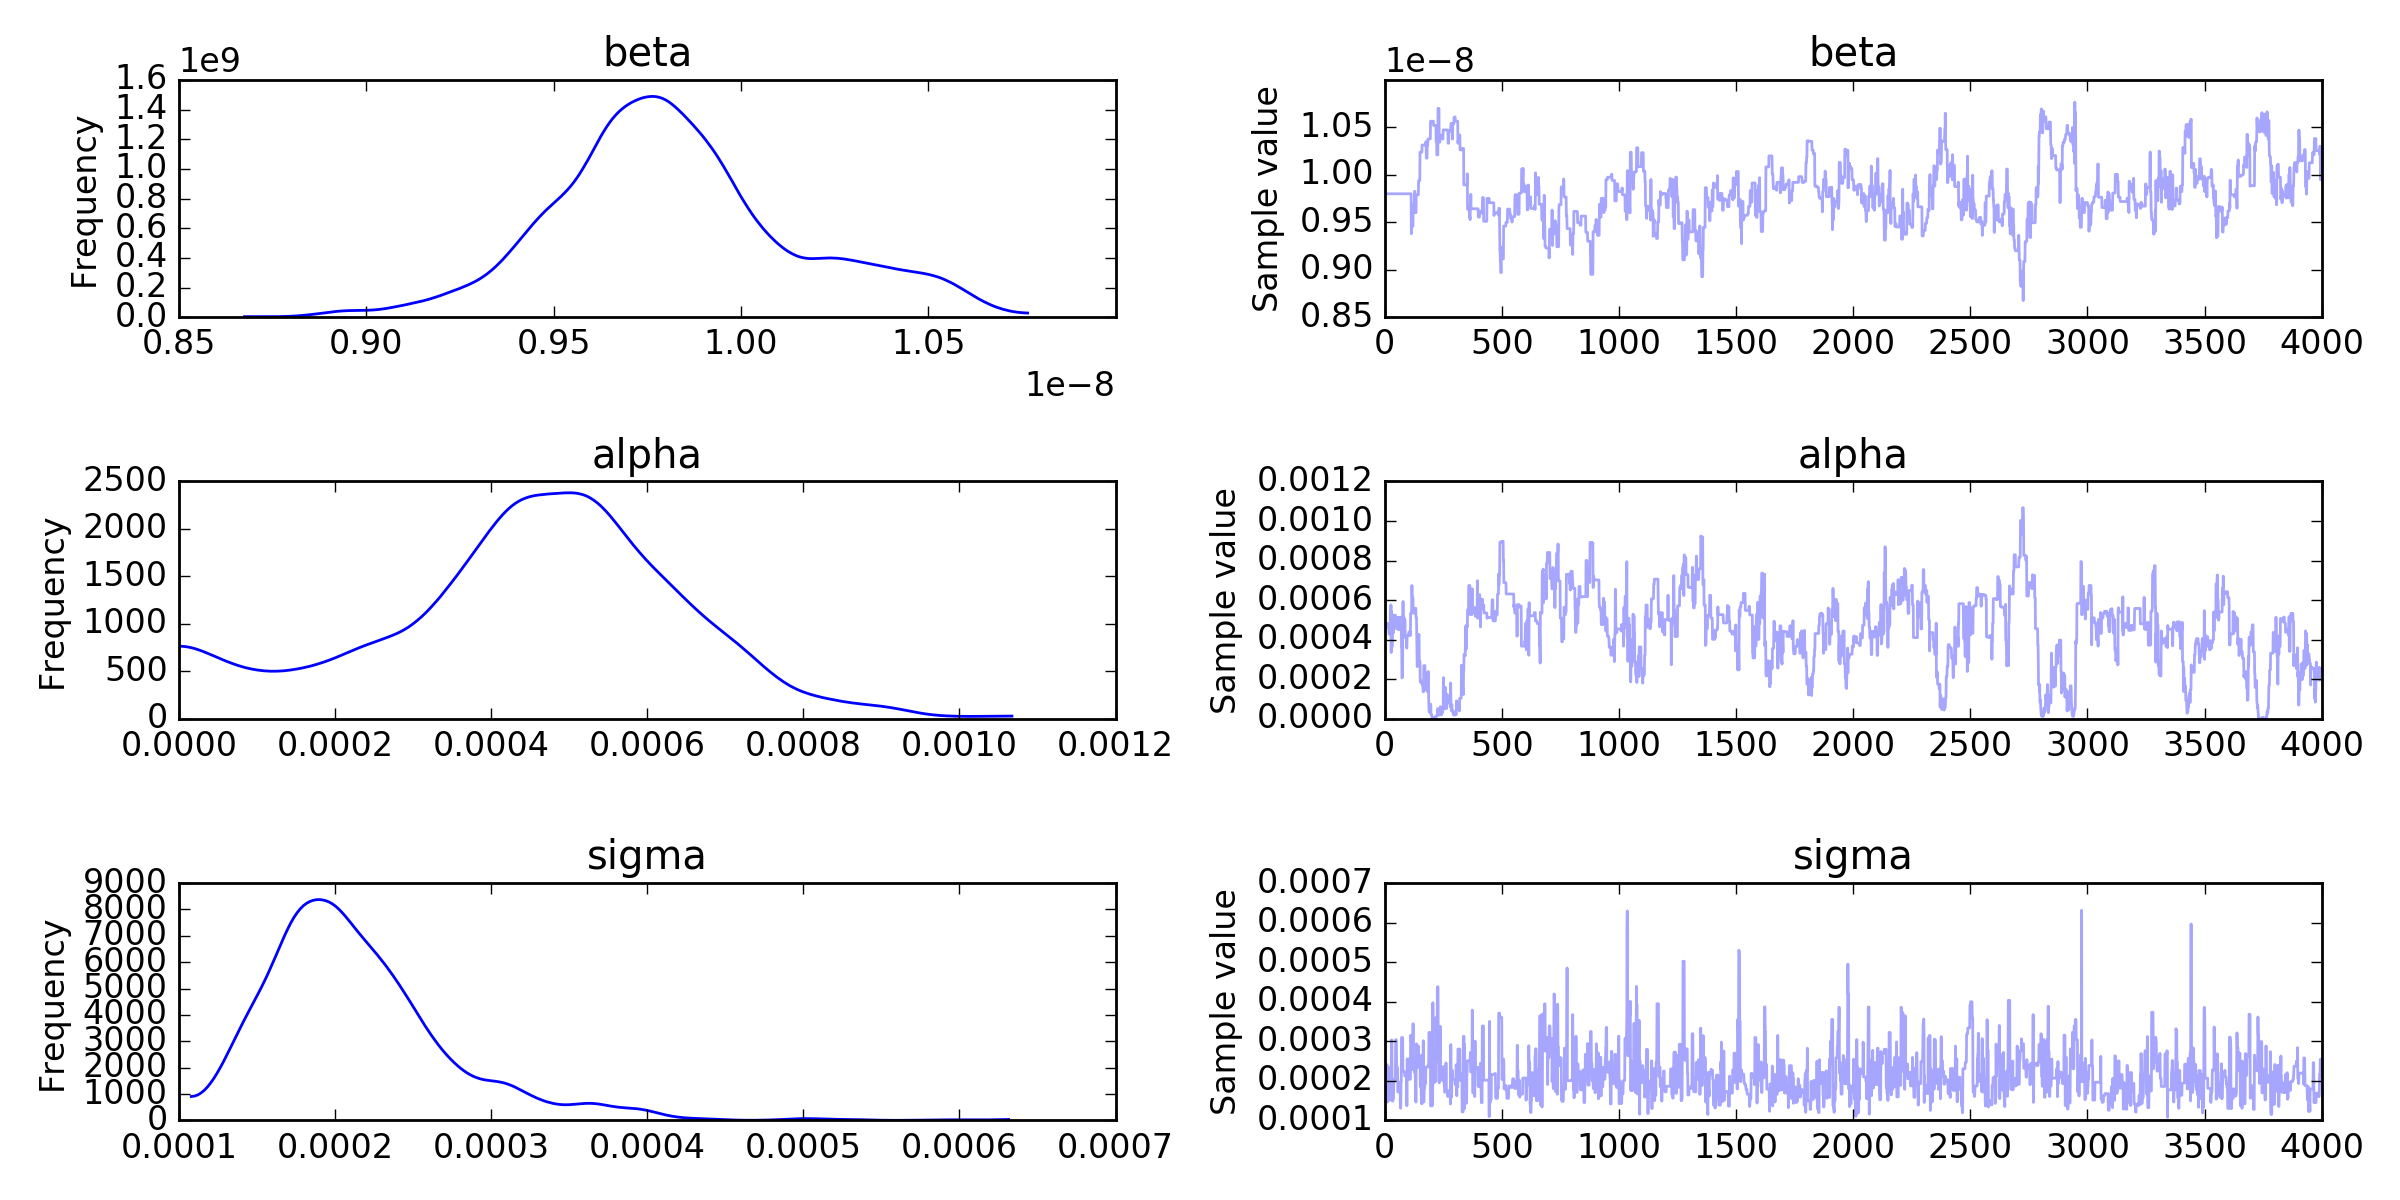 beta
1e9
Frequency
1.6
1.4
1.2
1.0
0.8
0.6
0.4
0.2
0.0
0.85 0.90 0.95 1.00 1.05
1e−8
beta
1e−8
Sample value
1.05
1.00
0.95
0.90
0.85
0 500 1000 1500 2000 2500 3000 3500 4000
alpha
Frequency
2500
2000
1500
1000
500
0
0.0000 0.0002 0.0004 0.0006 0.0008 0.0010 0.0012
alpha
Sample value
0.0012
0.0010
0.0008
0.0006
0.0004
0.0002
0.0000
0 500 1000 1500 2000 2500 3000 3500 4000
sigma
Frequency
9000
8000
7000
6000
5000
4000
3000
2000
1000
0
0.0001 0.0002 0.0003 0.0004 0.0005 0.0006 0.0007
sigma
Sample value
0.0007
0.0006
0.0005
0.0004
0.0003
0.0002
0.0001
0 500 1000 1500 2000 2500 3000 3500 4000